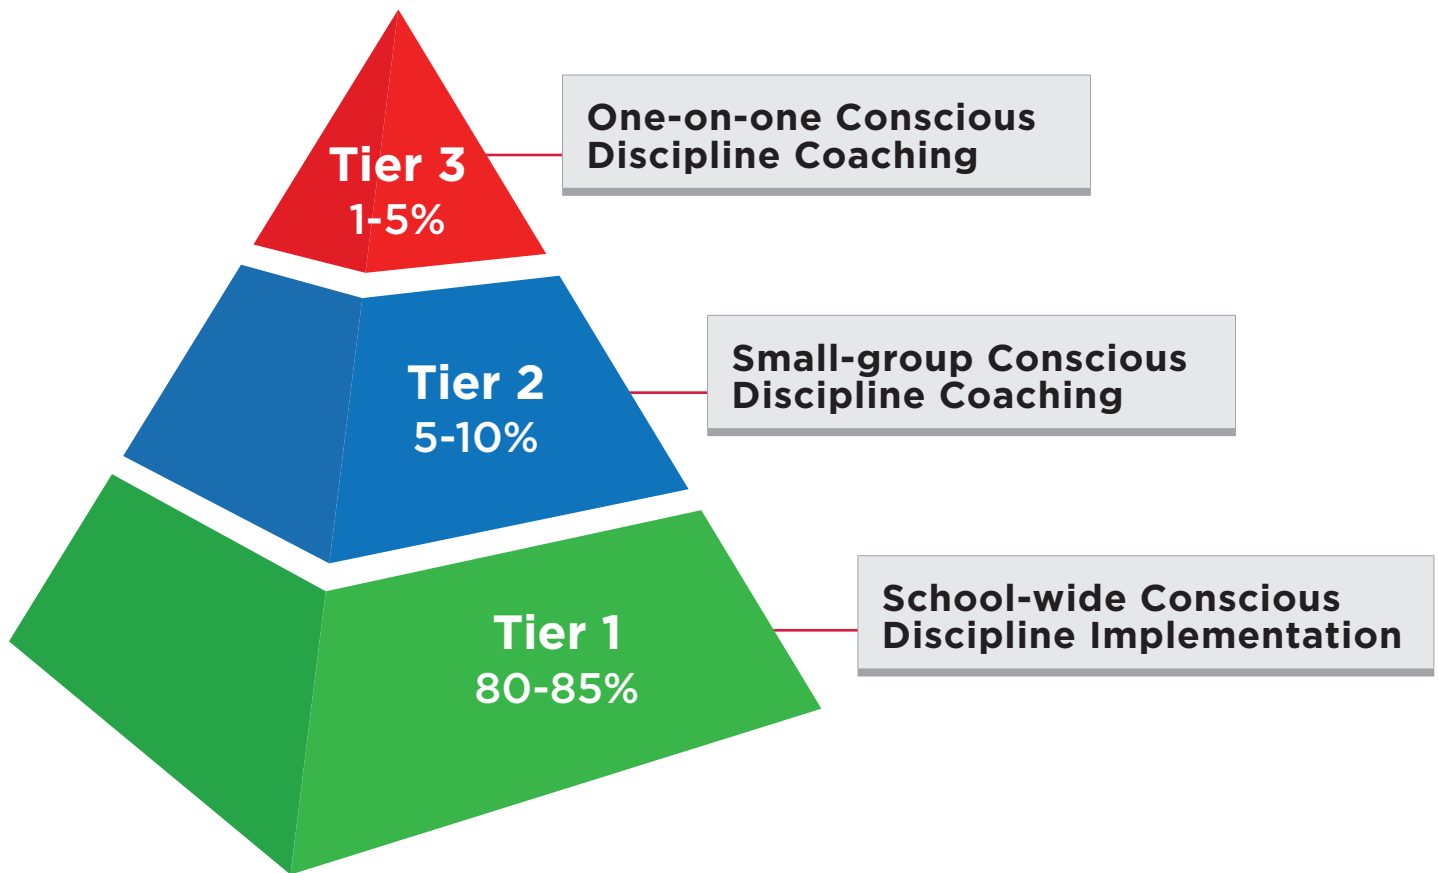 Tier 3
1-5%
One-on-one Conscious
Discipline Coaching
Tier 2
5-10%
Small-group Conscious
Discipline Coaching
Tier 1
80-85%
School-wide Conscious
Discipline Implementation